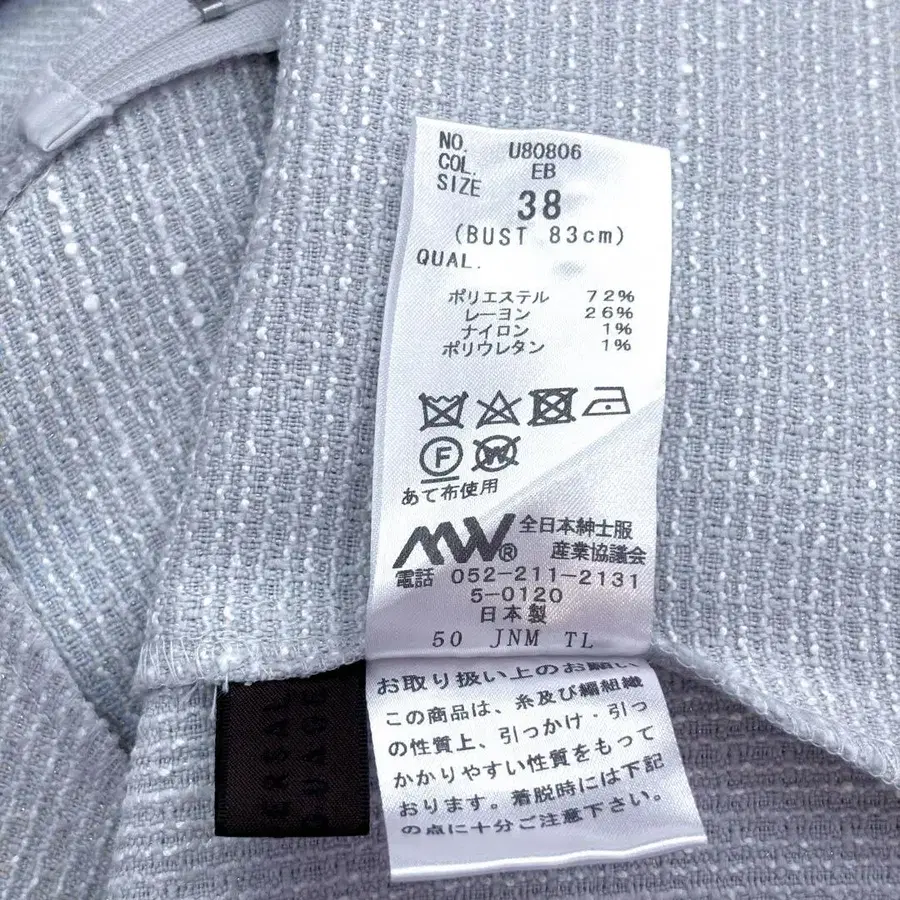 NO. U80806
COL. EB
SIZE 38
(BUST 83cm)
QUAL.
ポリエステル 72%
レーヨン 26%
ナイロン 1%
ポリウレタン 1%
F W
あて布使用
MW® 全日本紳士服
産業協議会
電話 052-211-2131
5-0120
日本製
50 JNM TL
お取り扱い上のお願い
この商品は、糸及び組織
の性質上、引っかけ・引っ
かかりやすい性質をもって
おります。着脱時には下記
の点に十分ご注意下さい。